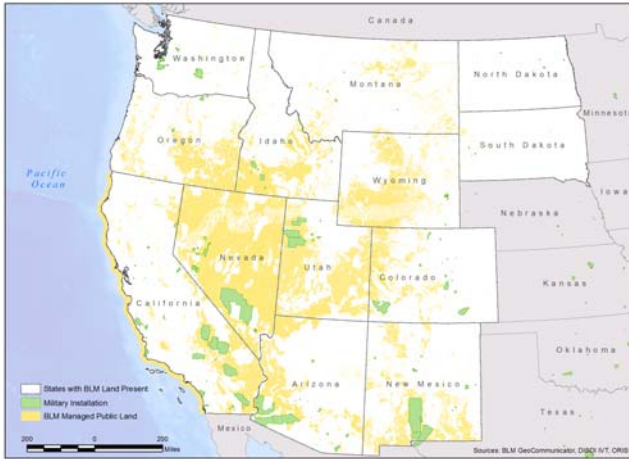 Canada
Washington
Montana
North Dakota
Minnesota
Oregon
Idaho
South Dakota
Pacific
Ocean
Wyoming
Iowa
Nebraska
Nevada
Utah
Colorado
Kansas
California
Oklahoma
Arizona
New Mexico
Texas
Mexico
States with BLM Land Present
Military Installation
BLM Managed Public Land
200 0 200
Miles
Sources: BLM GeoCommunicator, DISDI IVT, ORIS